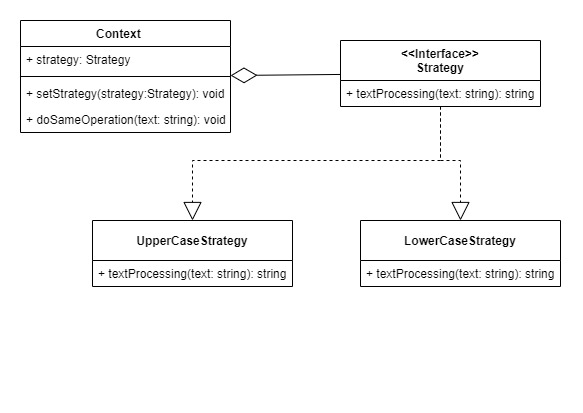 Context
+ strategy: Strategy
+ setStrategy(strategy:Strategy): void
+ doSameOperation(text: string): void
<<Interface>>
Strategy
+ textProcessing(text: string): string
UpperCaseStrategy
+ textProcessing(text: string): string
LowerCaseStrategy
+ textProcessing(text: string): string